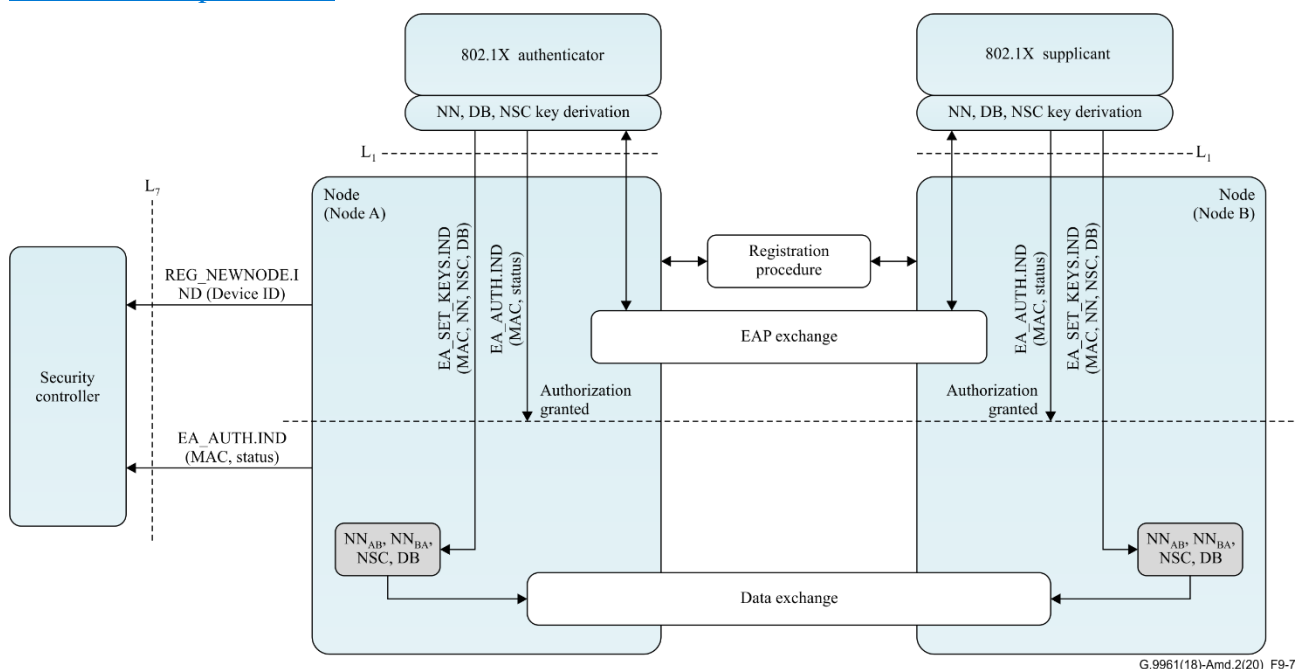 802.1X authenticator
802.1X supplicant
NN, DB, NSC key derivation
NN, DB, NSC key derivation
L1
L1
L7
Node
(Node A)
Node
(Node B)
Registration
procedure
REG_NEWNODE.I
ND (Device ID)
EA_SET_KEYS.IND
(MAC, NN, NSC, DB)
EA_AUTH.IND
(MAC, status)
EA_AUTH.IND
(MAC, status)
EA_SET_KEYS.IND
(MAC, NN, NSC, DB)
EAP exchange
Security
controller
Authorization
granted
Authorization
granted
EA_AUTH.IND
(MAC, status)
NNAB, NNBA,
NSC, DB
NNAB, NNBA,
NSC, DB
Data exchange
G.9961(18)-Amd.2(20)_F9-7